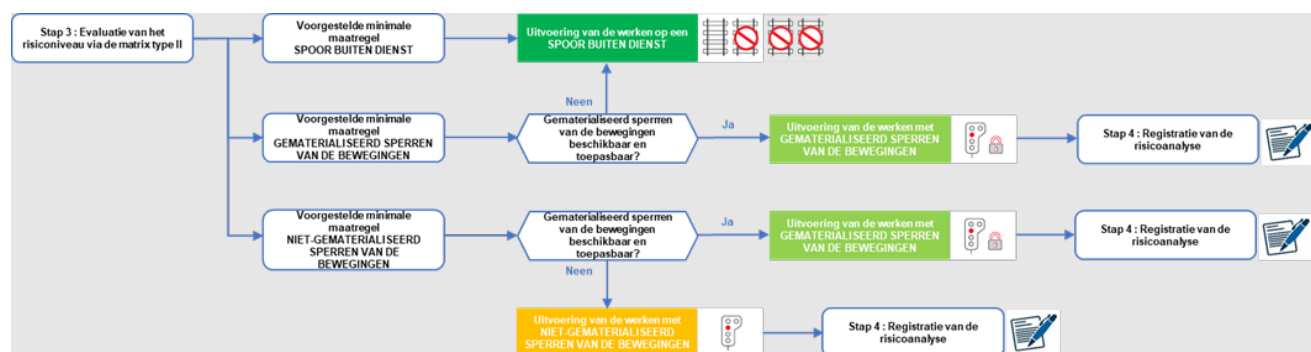 Stap 3 : Evaluatie van het
risiconiveau via de matrix type II
Voorgestelde minimale
maatregel
SPOOR BUITEN DIENST
Uitvoering van de werken op een
SPOOR BUITEN DIENST
Neen
Voorgestelde minimale
maatregel
GEMATERIALISEERD SPERREN
VAN DE BEWEGINGEN
Gematerialiseerd sperrren
van de bewegingen
beschikbaar en
toepasbaar?
Ja
Uitvoering van de werken met
GEMATERIALISEERD SPERREN
VAN DE BEWEGINGEN
Stap 4 : Registratie van de
risicoanalyse
Voorgestelde minimale
maatregel
NIET-GEMATERIALISEERD
SPERREN VAN DE
BEWEGINGEN
Gematerialiseerd sperrren
van de bewegingen
beschikbaar en
toepasbaar?
Ja
Uitvoering van de werken met
GEMATERIALISEERD SPERREN
VAN DE BEWEGINGEN
Stap 4 : Registratie van de
risicoanalyse
Neen
Uitvoering van de werken met
NIET-GEMATERIALISEERD
SPERREN VAN DE BEWEGINGEN
Stap 4 : Registratie van de
risicoanalyse